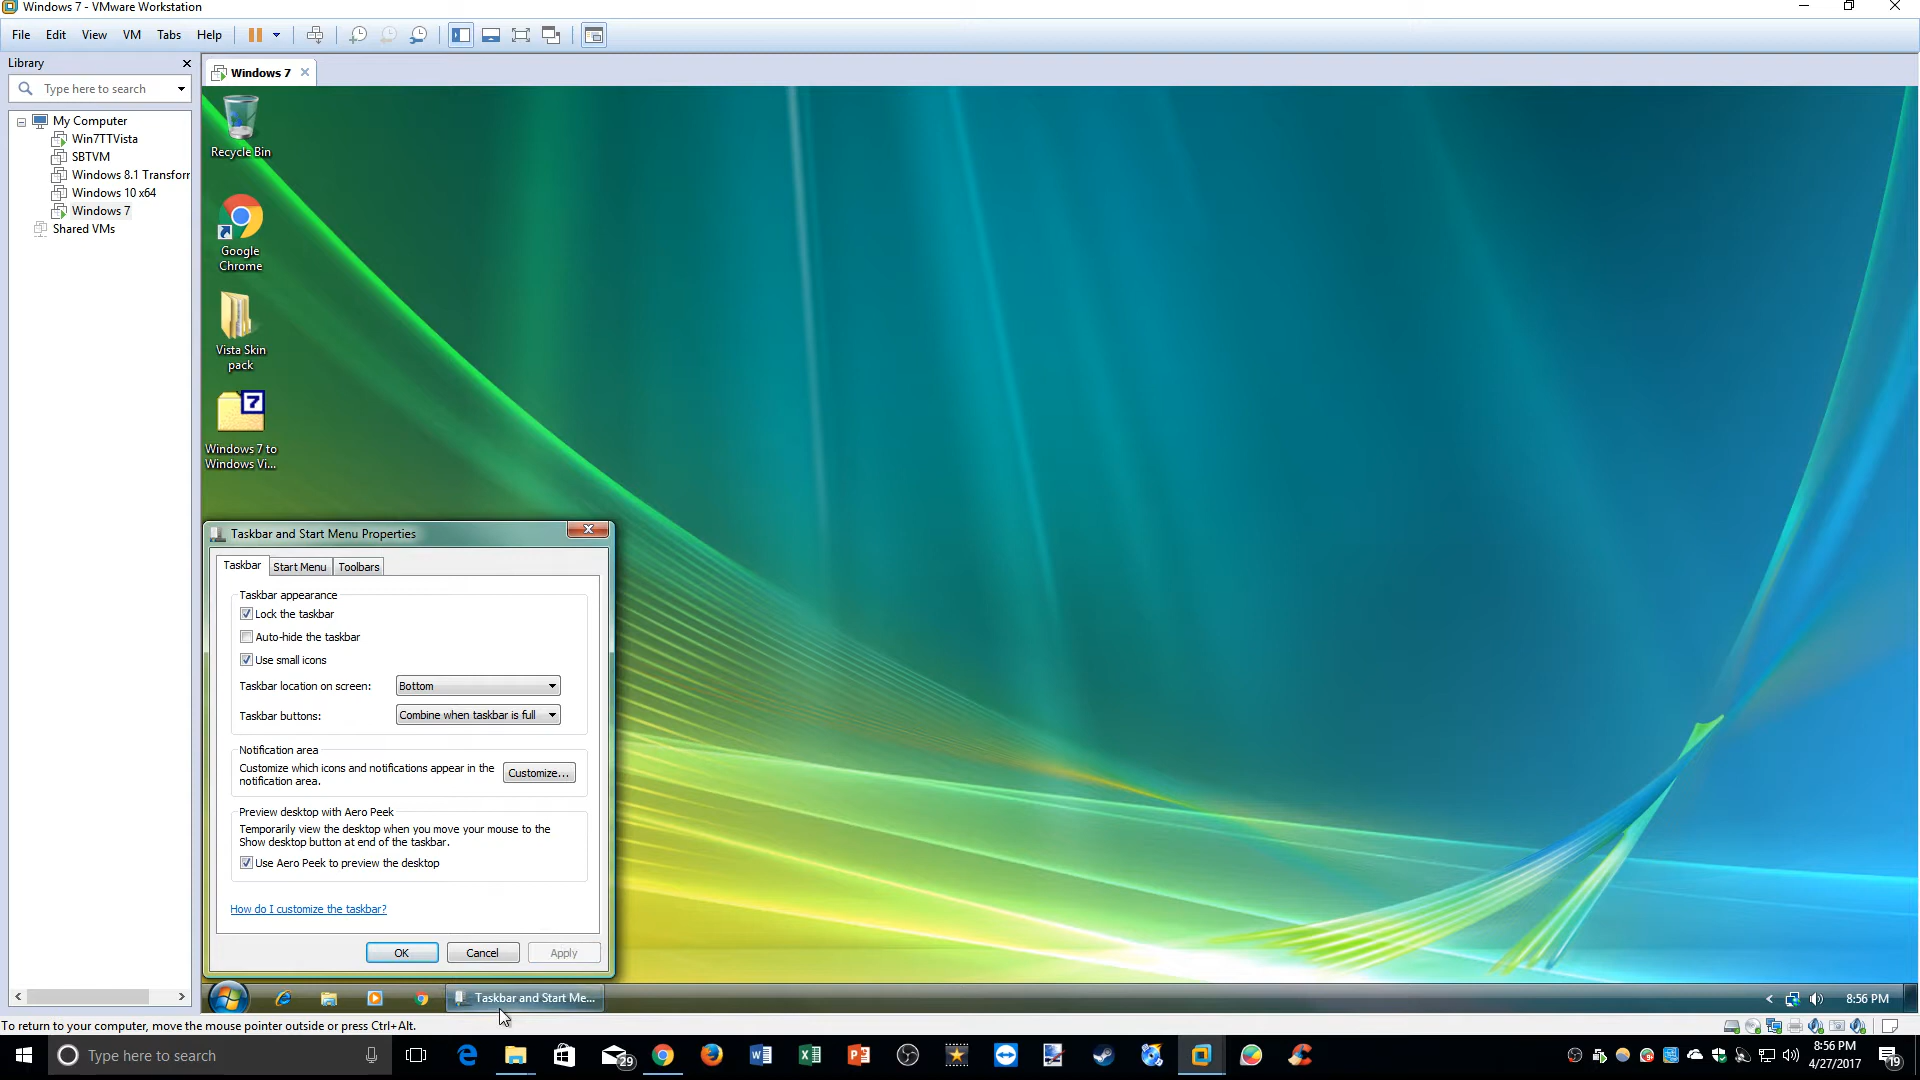 Windows 7 - VMware Workstation
File Edit View VM Tabs Help
Library
Type here to search
My Computer
Win7TTVista
SBTVM
Windows 8.1 Transfor
Windows 10 x64
Windows 7
Shared VMs
Windows 7
Recycle Bin
Google
Chrome
Vista Skin
pack
7
Windows 7 to
Windows Vi...
Taskbar and Start Menu Properties
Taskbar Start Menu Toolbars
Taskbar appearance
Lock the taskbar
Auto-hide the taskbar
Use small icons
Taskbar location on screen: Bottom
Taskbar buttons: Combine when taskbar is full
Notification area
Customize which icons and notifications appear in the
notification area.
Customize...
Preview desktop with Aero Peek
Temporarily view the desktop when you move your mouse to the
Show desktop button at end of the taskbar.
Use Aero Peek to preview the desktop
How do I customize the taskbar?
OK Cancel Apply
Taskbar and Start Me...
8:56 PM
To return to your computer, move the mouse pointer outside or press Ctrl+Alt.
Type here to search
29
8:56 PM
4/27/2017
19